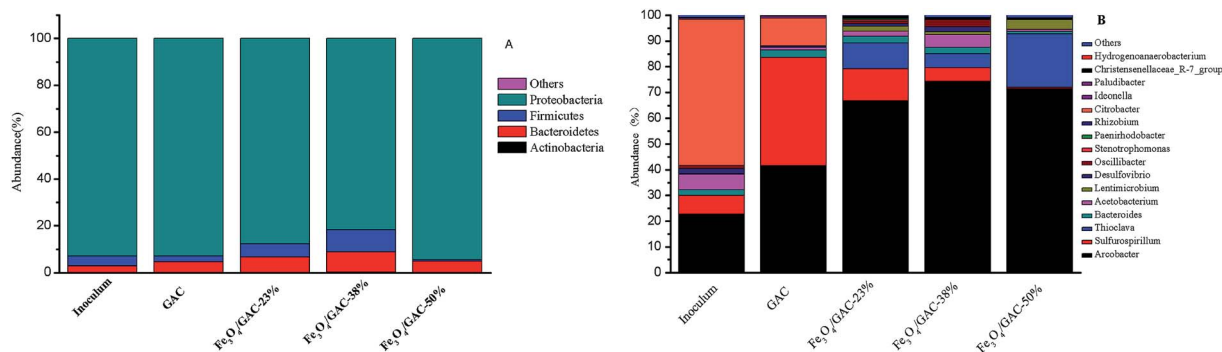 A
100
80
60
40
20
0
Abundance(%)
Others
Proteobacteria
Firmicutes
Bacteroidetes
Actinobacteria
Inoculum
GAC
Fe₃O₄/GAC-23%
Fe₃O₄/GAC-38%
Fe₃O₄/GAC-50%
B
100
90
80
70
60
50
40
30
20
10
0
Abundance (%)
Others
Hydrogenoanaerobacterium
Christensenellaceae_R-7_group
Paludibacter
Ideonella
Citrobacter
Rhizobium
Paenirhodobacter
Stenotrophomonas
Oscillibacter
Desulfovibrio
Lentimicrobium
Acetobacterium
Bacteroides
Thioclava
Sulfurospirillum
Arcobacter
Inoculum
GAC
Fe₃O₄/GAC-23%
Fe₃O₄/GAC-38%
Fe₃O₄/GAC-50%